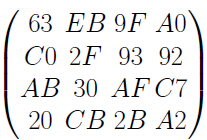 63 EB 9F A0
C0 2F 93 92
AB 30 AF C7
20 CB 2B A2